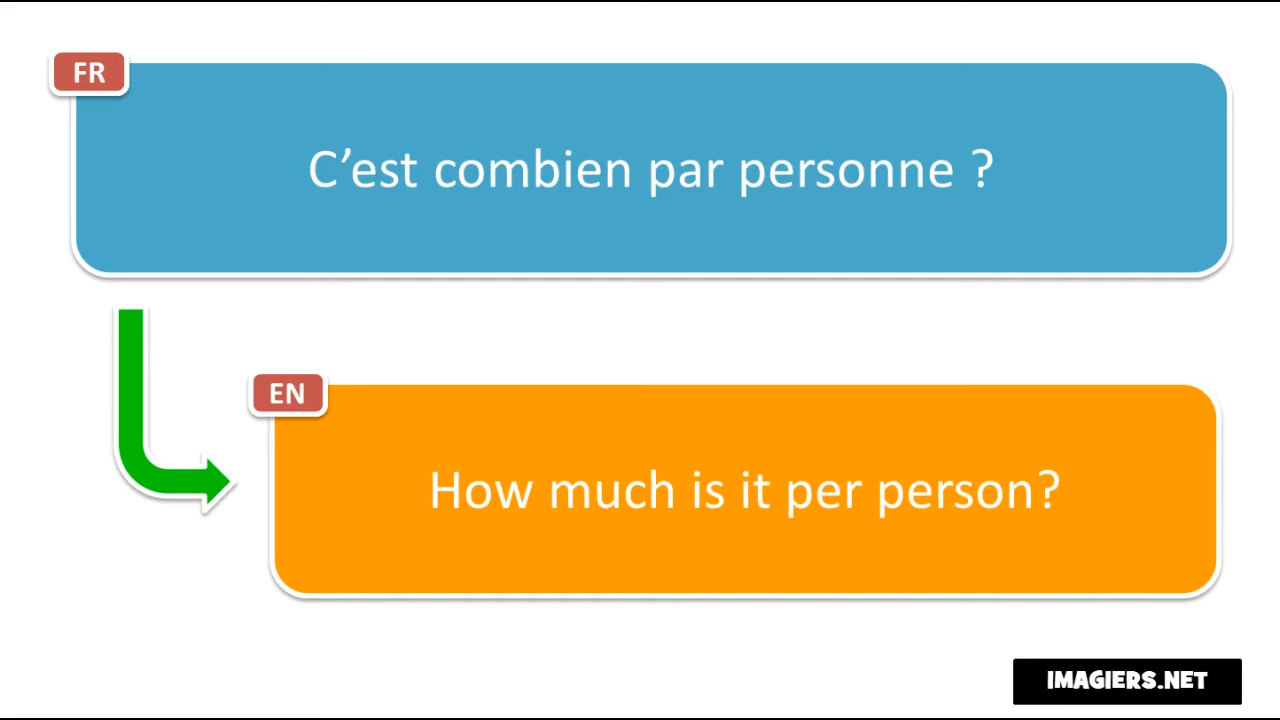 FR
C’est combien par personne ?
EN
How much is it per person?
IMAGIERS.NET